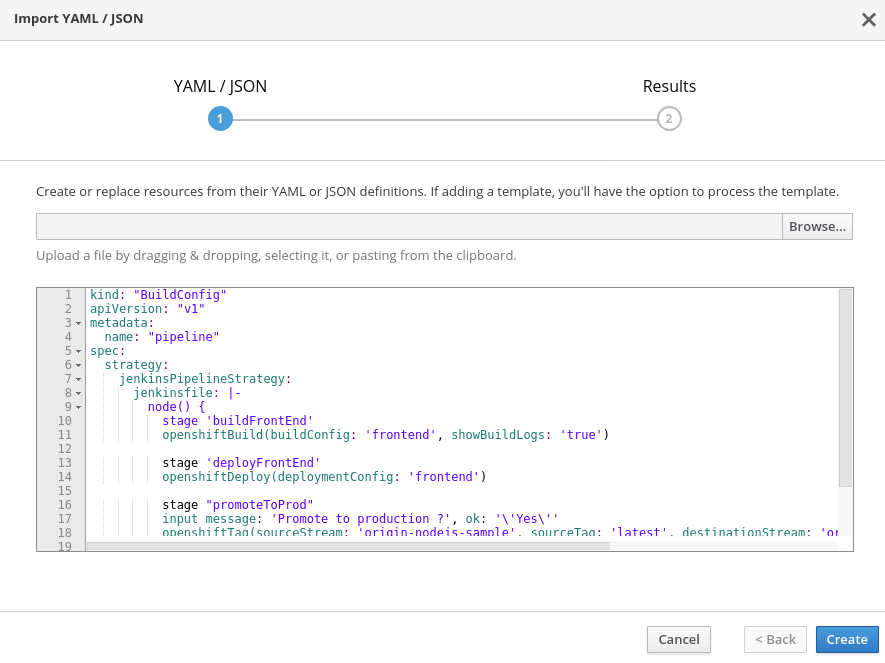 Import YAML / JSON
YAML / JSON
Results
1
2
Create or replace resources from their YAML or JSON definitions. If adding a template, you'll have the option to process the template.
Browse...
Upload a file by dragging & dropping, selecting it, or pasting from the clipboard.
1 kind: "BuildConfig"
2 apiVersion: "v1"
3 metadata:
4   name: "pipeline"
5 spec:
6   strategy:
7     jenkinsPipelineStrategy:
8       jenkinsfile: |-
9         node() {
10           stage 'buildFrontEnd'
11           openshiftBuild(buildConfig: 'frontend', showBuildLogs: 'true')
12
13           stage 'deployFrontEnd'
14           openshiftDeploy(deploymentConfig: 'frontend')
15
16           stage "promoteToProd"
17           input message: 'Promote to production ?', ok: '\'Yes\''
18           openshiftTag(sourceStream: 'origin-nodejs-sample', sourceTag: 'latest', destinationStream: 'or
19
Cancel
< Back
Create